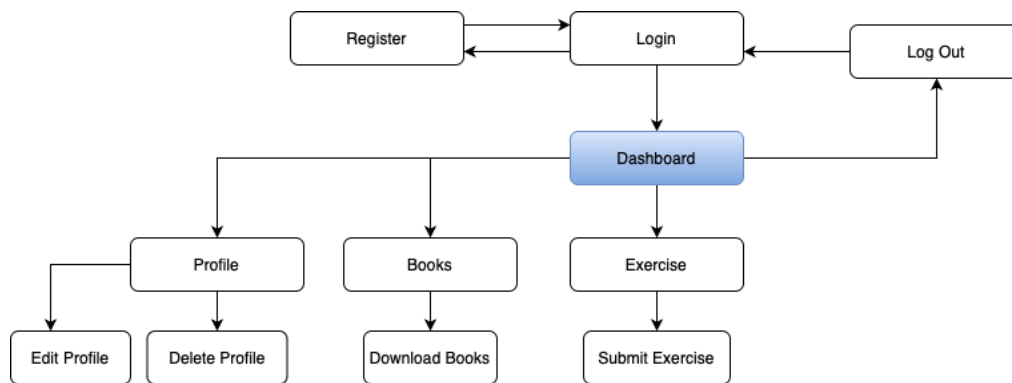 Register
Login
Log Out
Dashboard
Profile
Books
Exercise
Edit Profile
Delete Profile
Download Books
Submit Exercise